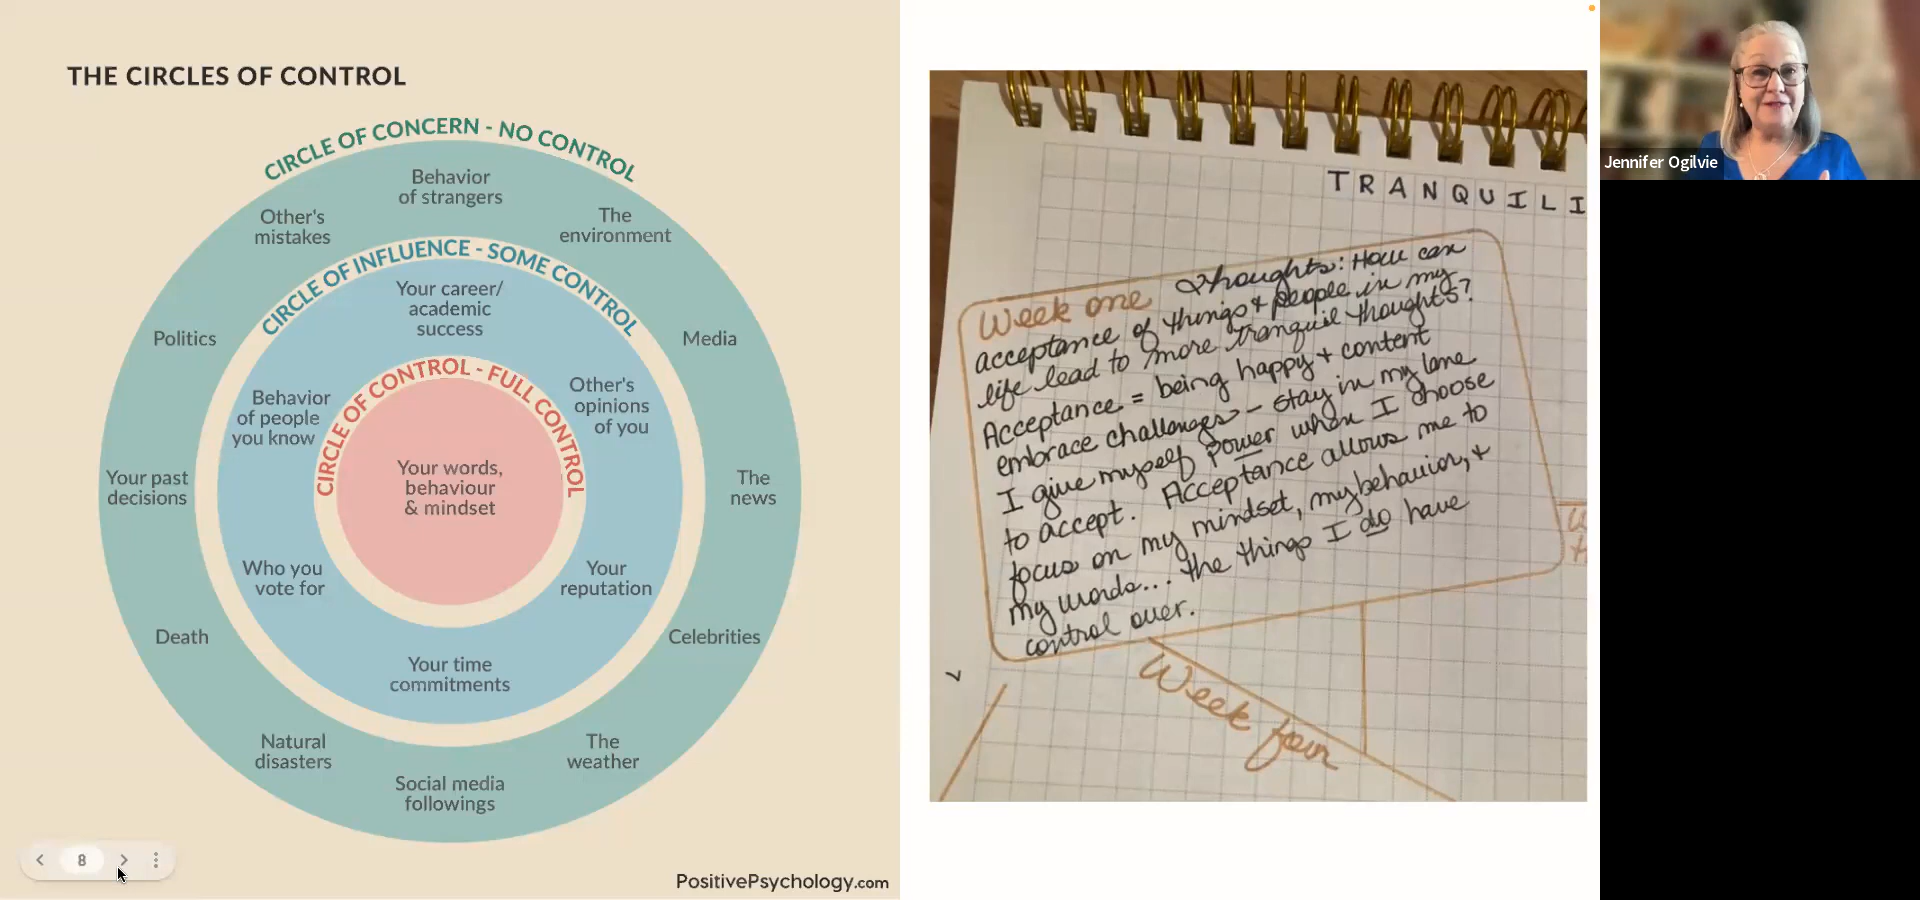 THE CIRCLES OF CONTROL
CIRCLE OF CONCERN - NO CONTROL
Behavior
of strangers
Other's
mistakes
The
environment
Politics
Media
Your past
decisions
The
news
Death
Celebrities
Natural
disasters
The
weather
Social media
followings
CIRCLE OF INFLUENCE - SOME CONTROL
Your career/
academic
success
Behavior
of people
you know
Other's
opinions
of you
Who you
vote for
Your
reputation
Your time
commitments
CIRCLE OF CONTROL - FULL CONTROL
Your words,
behaviour
& mindset
8
PositivePsychology.com
TRANQUILI
Week one Thoughts: How can
acceptance of things + people in my
life lead to more tranquil thoughts?
Acceptance = being happy + content
embrace challenges - stay in my lane
I give myself power when I choose
to accept. Acceptance allows me to
focus on my mindset, my behavior, +
my words... the things I do have
control over.
Week four
Jennifer Ogilvie